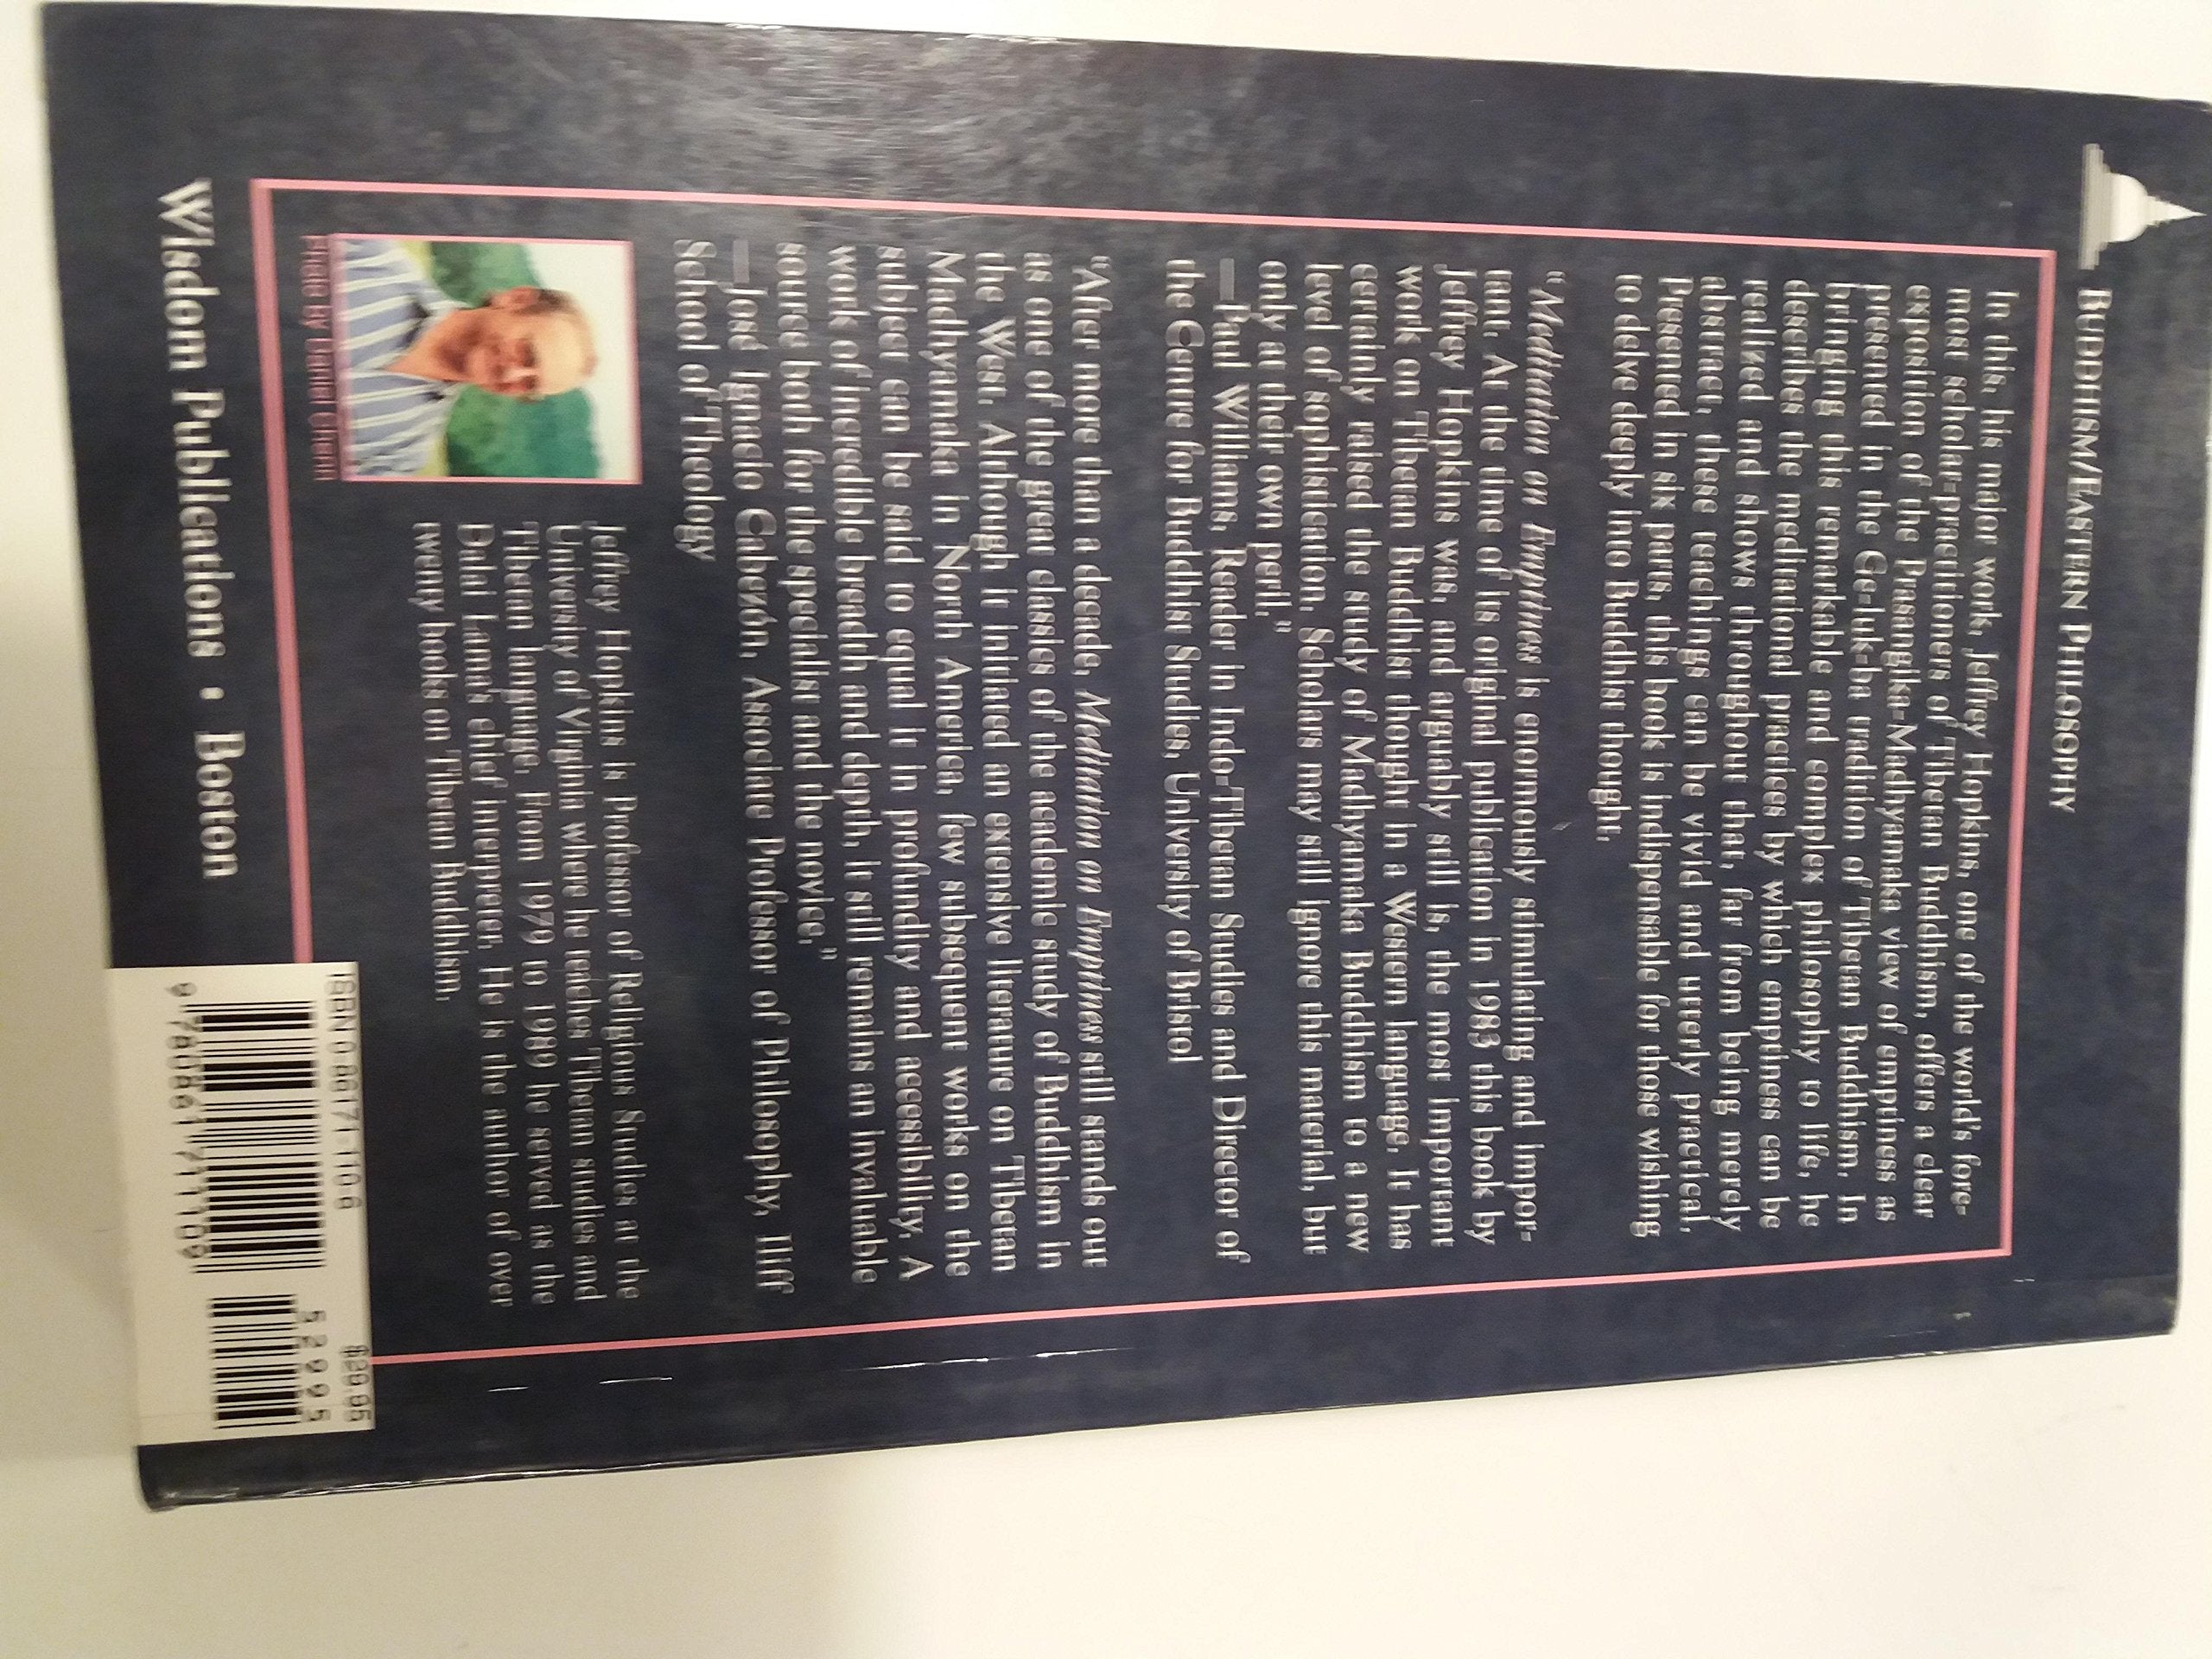 BUDDHISM/EASTERN PHILOSOPHY
In this, his major work, Jeffrey Hopkins, one of the world's fore-
most scholar-practitioners of Tibetan Buddhism, offers a clear
exposition of the Prasangika-Madhyamaka view of emptiness as
presented in the Ge-luk-ba tradition of Tibetan Buddhism. In
bringing this remarkable and complex philosophy to life, he
describes the meditational practices by which emptiness can be
realized and shows throughout that, far from being merely
abstract, these teachings can be vivid and utterly practical.
Presented in six parts, this book is indispensable for those wishing
to delve deeply into Buddhist thought.
"Meditation on Emptiness is enormously stimulating and impor-
tant. At the time of its original publication in 1983 this book by
Jeffrey Hopkins was, and arguably still is, the most important
work on Tibetan Buddhist thought in a Western language. It has
certainly raised the study of Madhyamaka Buddhism to a new
level of sophistication. Scholars may still ignore this material, but
only at their own peril."
—Paul Williams, Reader in Indo-Tibetan Studies and Director of
the Centre for Buddhist Studies, University of Bristol
"After more than a decade, Meditation on Emptiness still stands out
as one of the great classics of the academic study of Buddhism in
the West. Although it initiated an extensive literature on Tibetan
Madhyamaka in North America, few subsequent works on the
subject can be said to equal it in profundity and accessibility. A
work of incredible breadth and depth, it still remains an invaluable
source both for the specialist and the novice."
—José Ignacio Cabezón, Associate Professor of Philosophy, Iliff
School of Theology
Jeffrey Hopkins is Professor of Religious Studies at the
University of Virginia where he teaches Tibetan studies and
Tibetan language. From 1979 to 1989 he served as the
Dalai Lama's chief interpreter. He is the author of over
twenty books on Tibetan Buddhism.
Photo by Daniel Cherix
Wisdom Publications • Boston
ISBN 0-86171-110-6
$29.95
52995
9 780861 711109